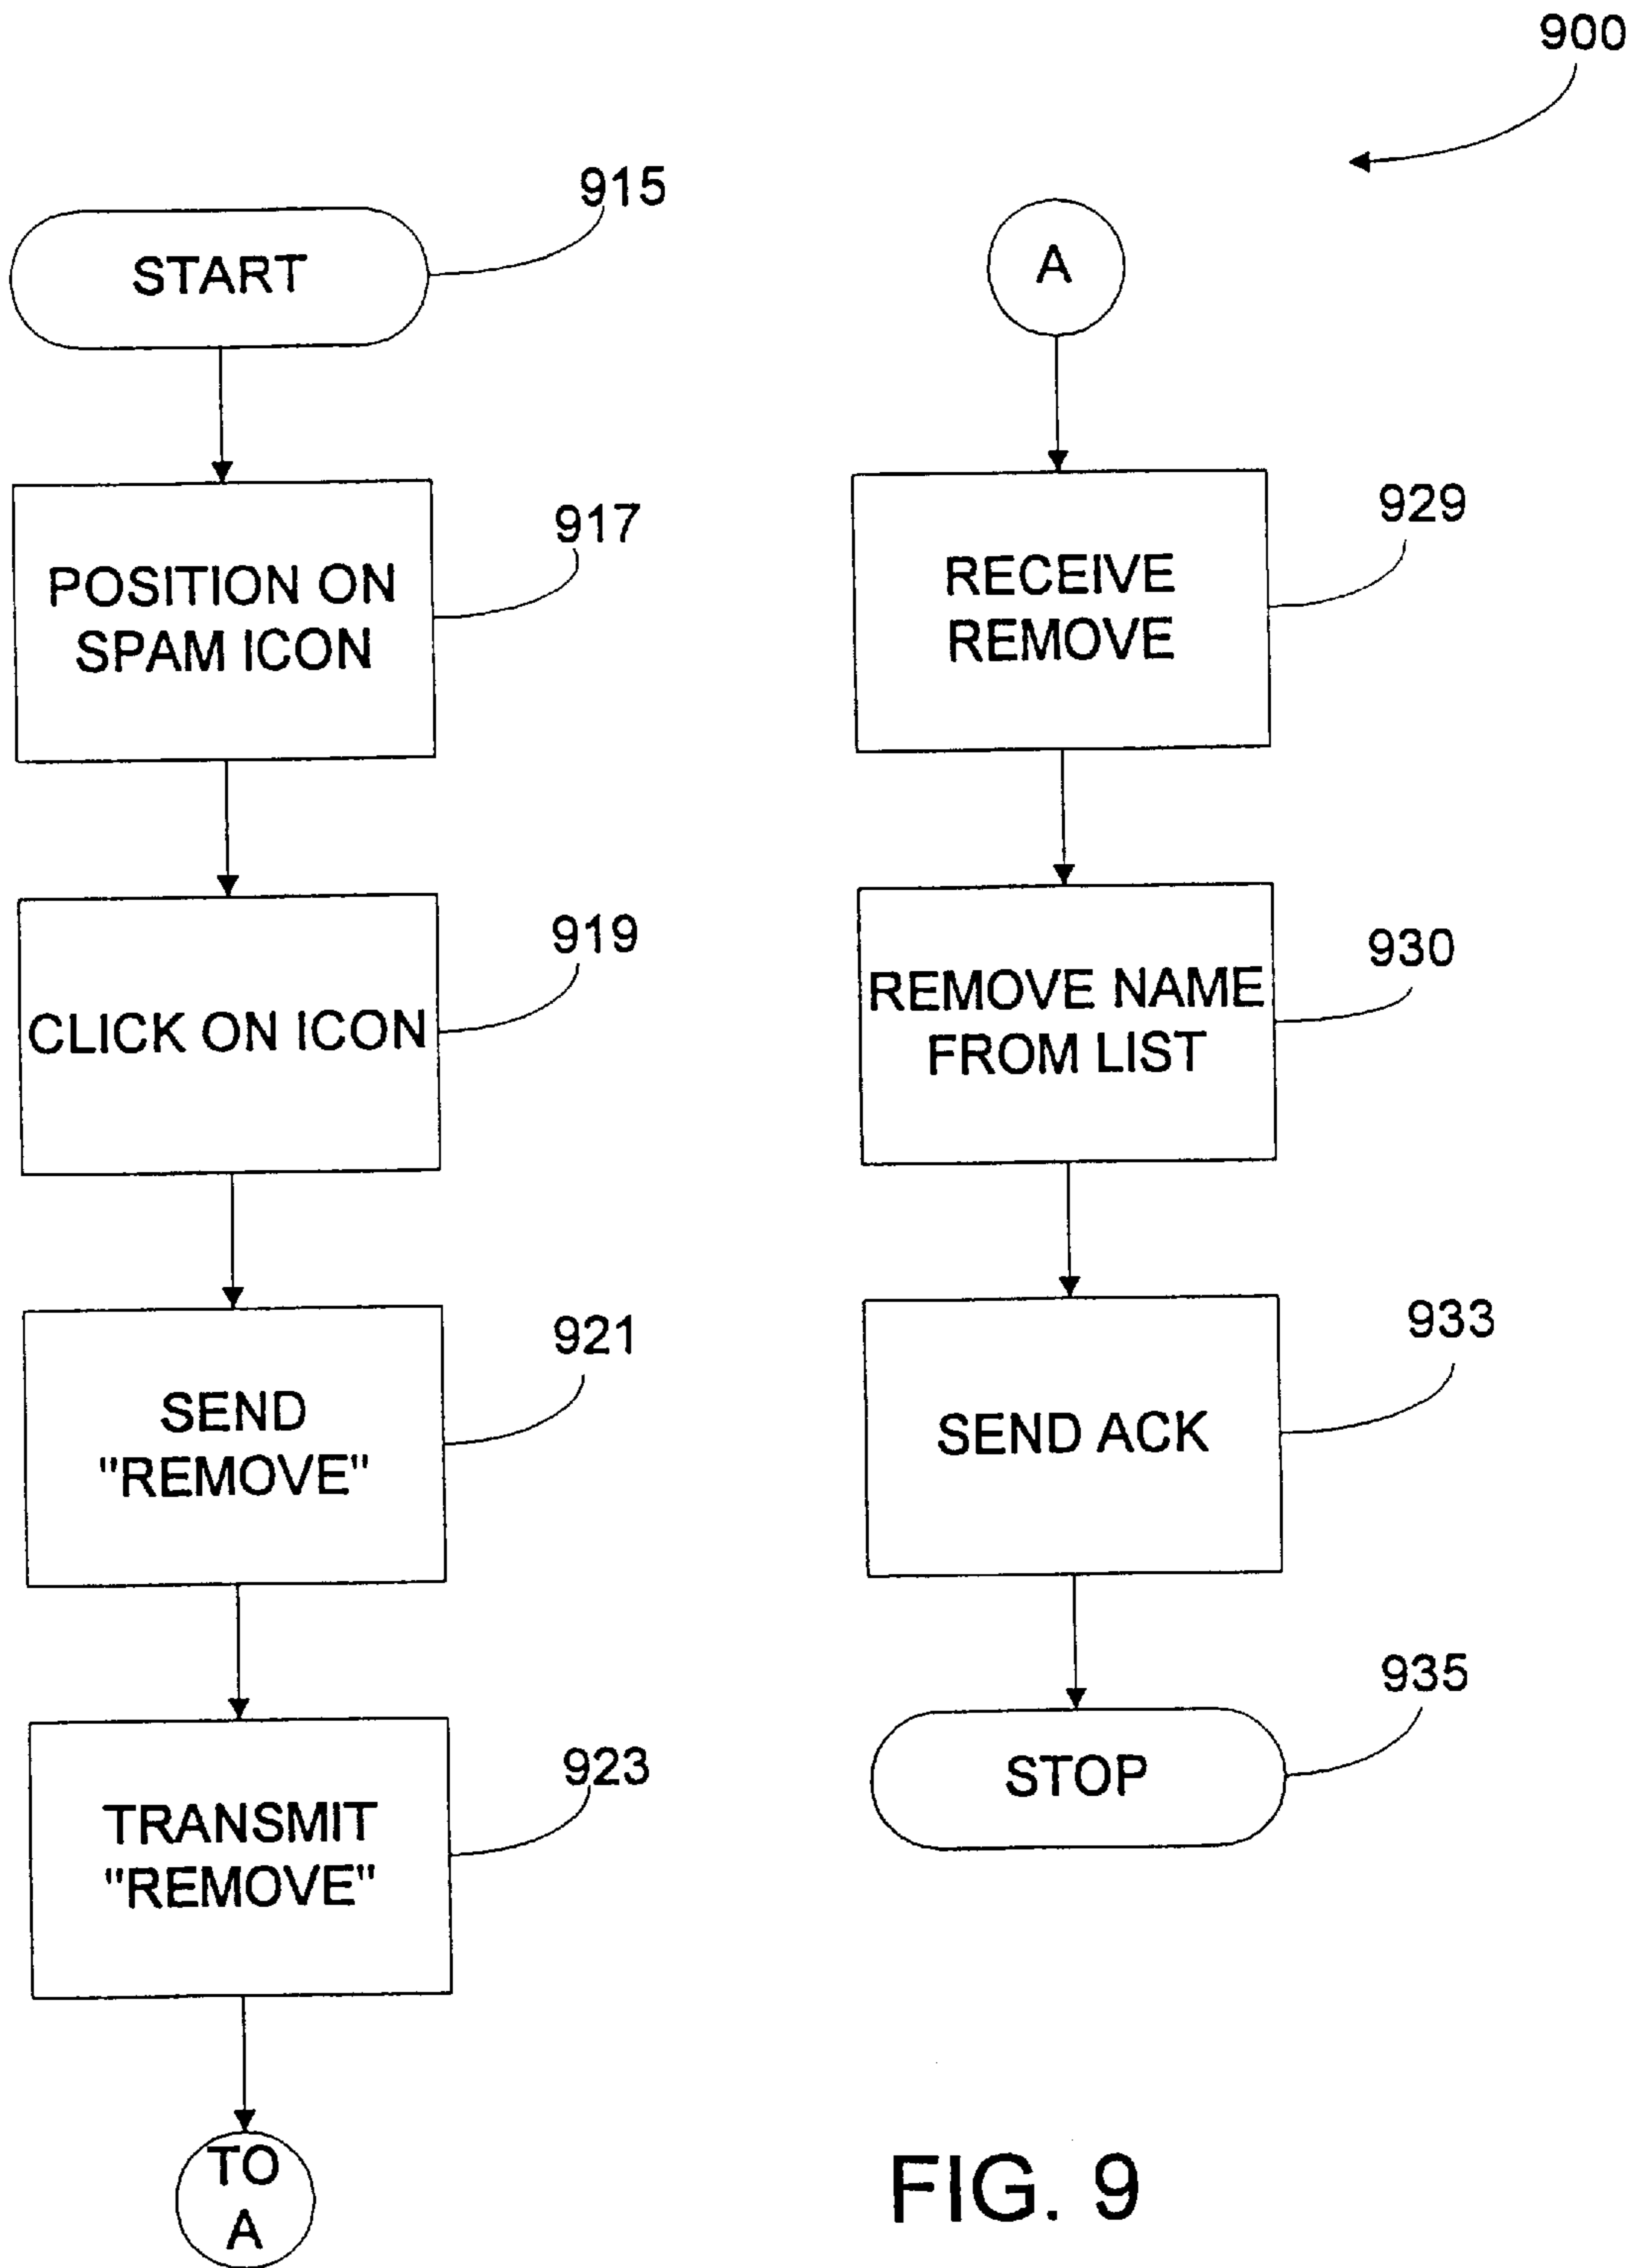 900
915
START
917
POSITION ON
SPAM ICON
919
CLICK ON ICON
921
SEND
"REMOVE"
923
TRANSMIT
"REMOVE"
TO
A
A
929
RECEIVE
REMOVE
930
REMOVE NAME
FROM LIST
933
SEND ACK
935
STOP
FIG. 9